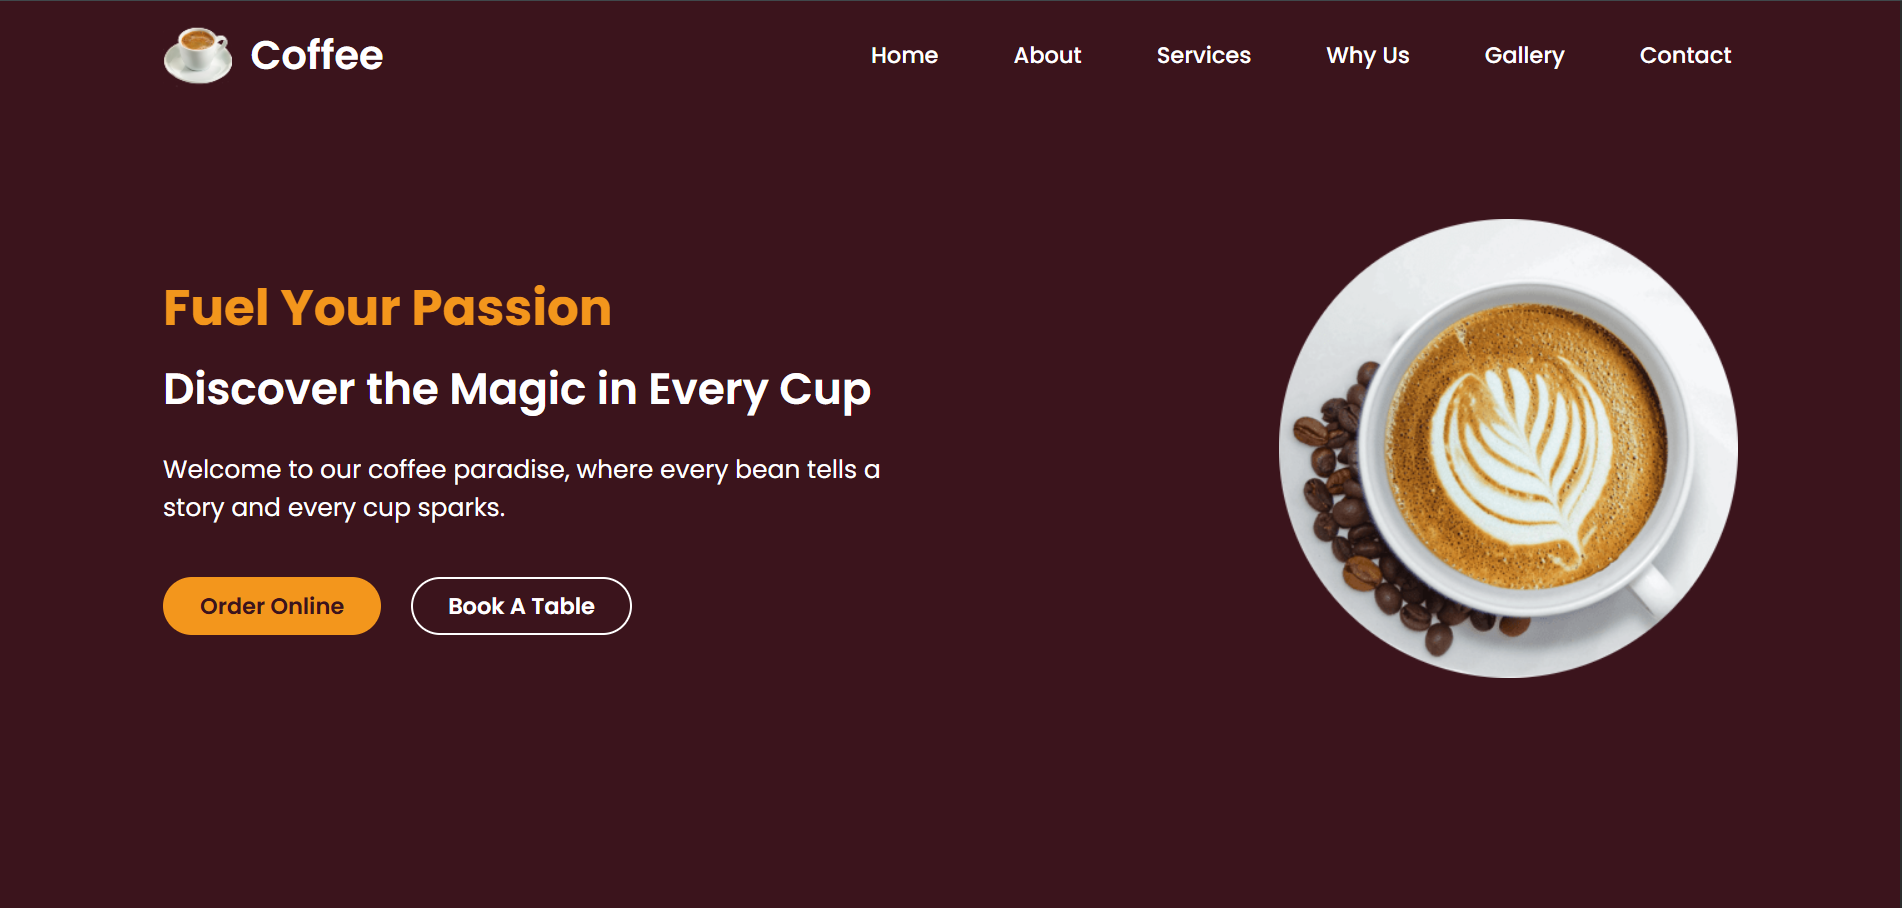 Coffee
Home
About
Services
Why Us
Gallery
Contact
Fuel Your Passion
Discover the Magic in Every Cup
Welcome to our coffee paradise, where every bean tells a
story and every cup sparks.
Order Online
Book A Table